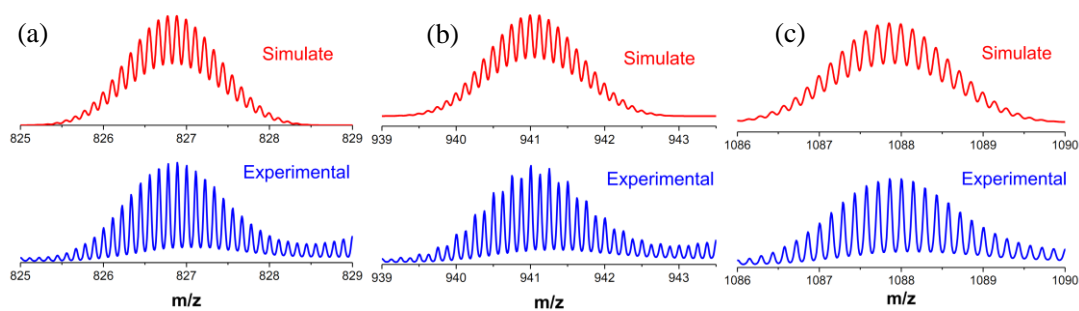 (a)
Simulate
825 826 827 828 829
Experimental
825 826 827 828 829
m/z
(b)
Simulate
939 940 941 942 943
Experimental
939 940 941 942 943
m/z
(c)
Simulate
1086 1087 1088 1089 1090
Experimental
1086 1087 1088 1089 1090
m/z